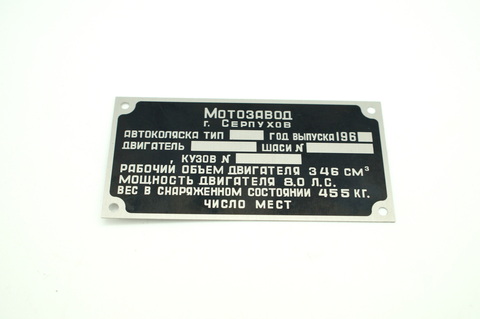 МОТОЗАВОД
г. СЕРПУХОВ
АВТОКОЛЯСКА ТИП ГОД ВЫПУСКА 196
ДВИГАТЕЛЬ ШАСИ №
, КУЗОВ №
РАБОЧИЙ ОБЪЕМ ДВИГАТЕЛЯ 346 СМ³
МОЩНОСТЬ ДВИГАТЕЛЯ 8.0 Л.С.
ВЕС В СНАРЯЖЕННОМ СОСТОЯНИИ 455 КГ.
ЧИСЛО МЕСТ